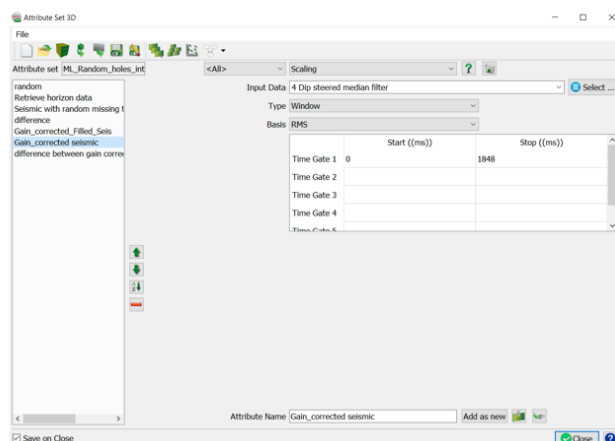 Attribute Set 3D
File
Attribute set ML_Random_holes_int <All> Scaling ?
random
Retrieve horizon data
Seismic with random missing t
difference
Gain_corrected_Filled_Seis
Gain_corrected seismic
difference between gain correc
Input Data 4 Dip steered median filter Select ...
Type Window
Basis RMS
Start ((ms)) Stop ((ms))
Time Gate 1 0 1848
Time Gate 2
Time Gate 3
Time Gate 4
Time Gate 5
Attribute Name Gain_corrected seismic Add as new
Save on Close Close ?